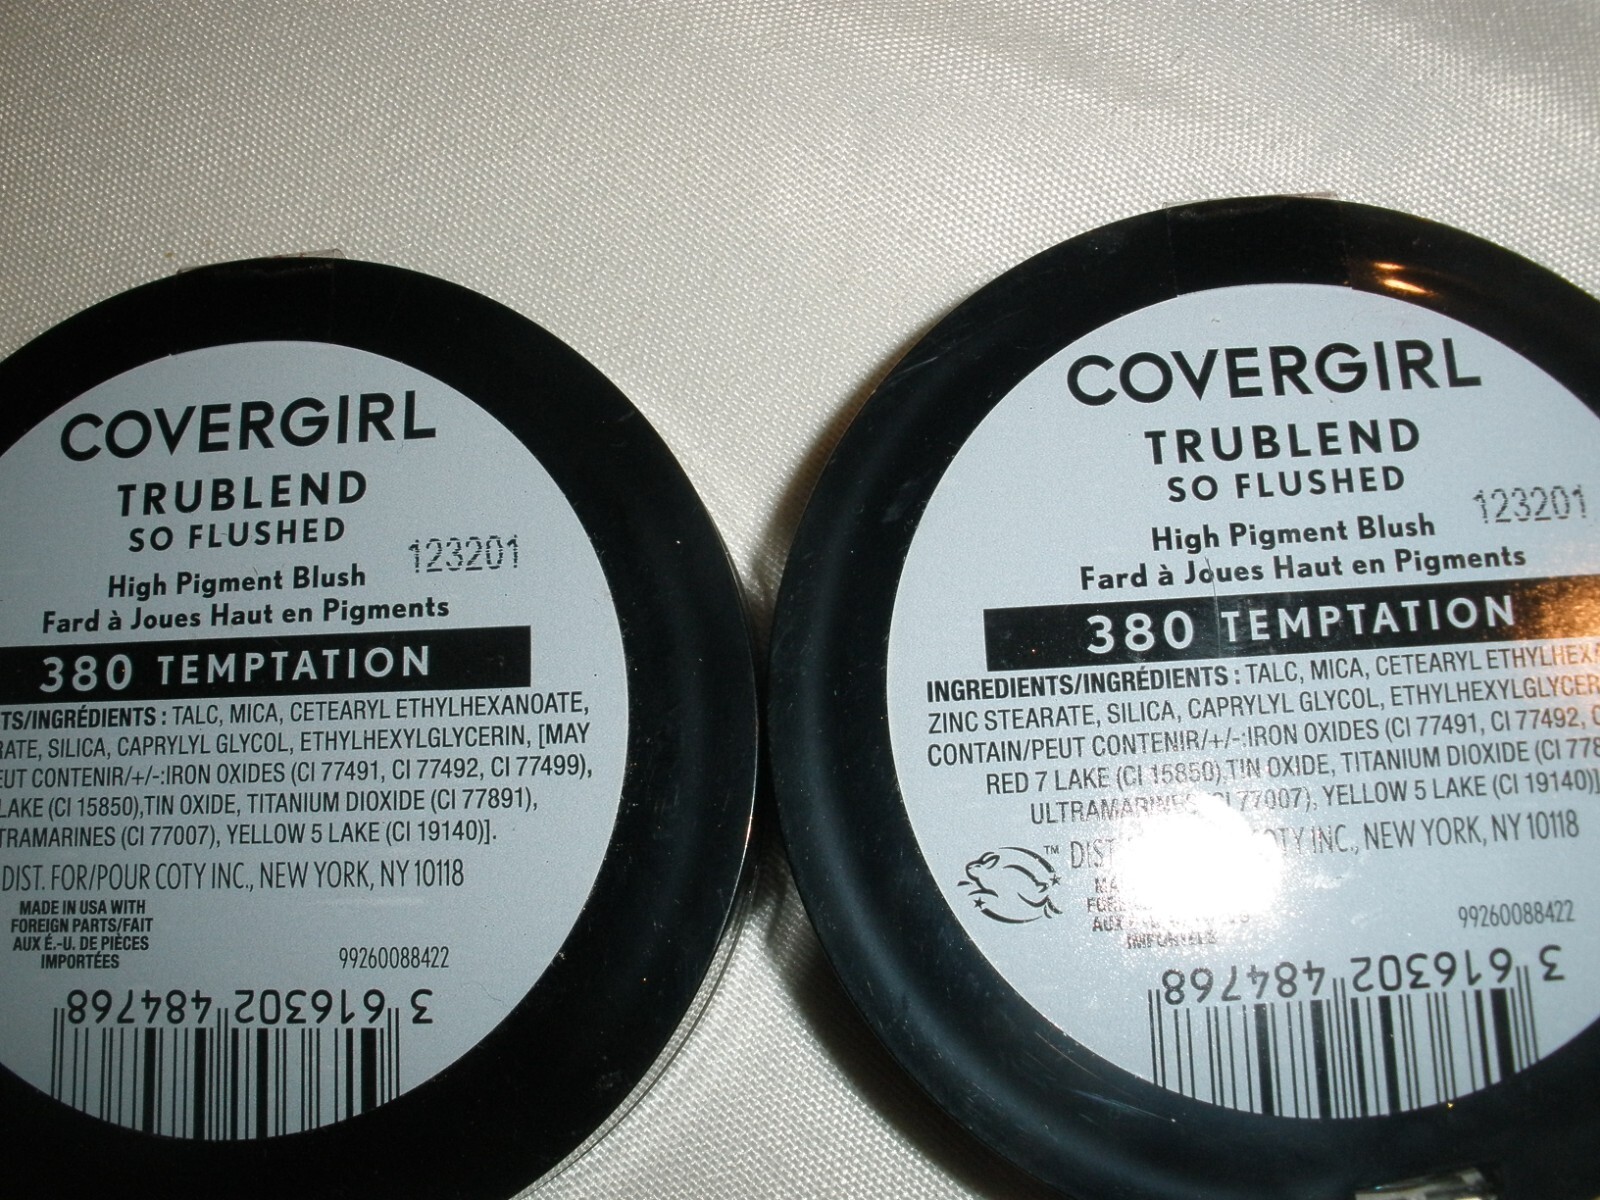 COVERGIRL
TRUBLEND
SO FLUSHED
123201
High Pigment Blush
Fard à Joues Haut en Pigments
380 TEMPTATION
TS/INGRÉDIENTS : TALC, MICA, CETEARYL ETHYLHEXANOATE,
RATE, SILICA, CAPRYLYL GLYCOL, ETHYLHEXYLGLYCERIN, [MAY
EUT CONTENIR/+/-:IRON OXIDES (CI 77491, CI 77492, CI 77499),
LAKE (CI 15850),TIN OXIDE, TITANIUM DIOXIDE (CI 77891),
TRAMARINES (CI 77007), YELLOW 5 LAKE (CI 19140)].
DIST. FOR/POUR COTY INC., NEW YORK, NY 10118
MADE IN USA WITH
FOREIGN PARTS/FAIT
AUX É.-U. DE PIÈCES
IMPORTÉES
99260088422
3 616302 484768
COVERGIRL
TRUBLEND
SO FLUSHED
123201
High Pigment Blush
Fard à Joues Haut en Pigments
380 TEMPTATION
INGREDIENTS/INGRÉDIENTS : TALC, MICA, CETEARYL ETHYLHEX
ZINC STEARATE, SILICA, CAPRYLYL GLYCOL, ETHYLHEXYLGLYCER
CONTAIN/PEUT CONTENIR/+/-:IRON OXIDES (CI 77491, CI 77492, C
RED 7 LAKE (CI 15850),TIN OXIDE, TITANIUM DIOXIDE (CI 778
ULTRAMARINES CI 77007), YELLOW 5 LAKE (CI 19140)]
TM DIST COTY INC., NEW YORK, NY 10118
99260088422
3 616302 484768